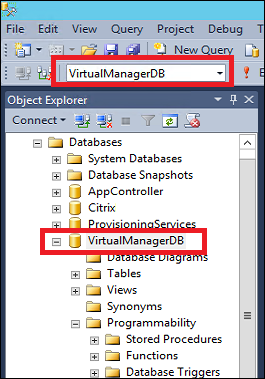 File Edit View Project Debug
New Query
VirtualManagerDB
Object Explorer
Connect
Databases
System Databases
Database Snapshots
AppController
Citrix
ProvisioningServices
VirtualManagerDB
Database Diagrams
Tables
Views
Synonyms
Programmability
Stored Procedures
Functions
Database Triggers